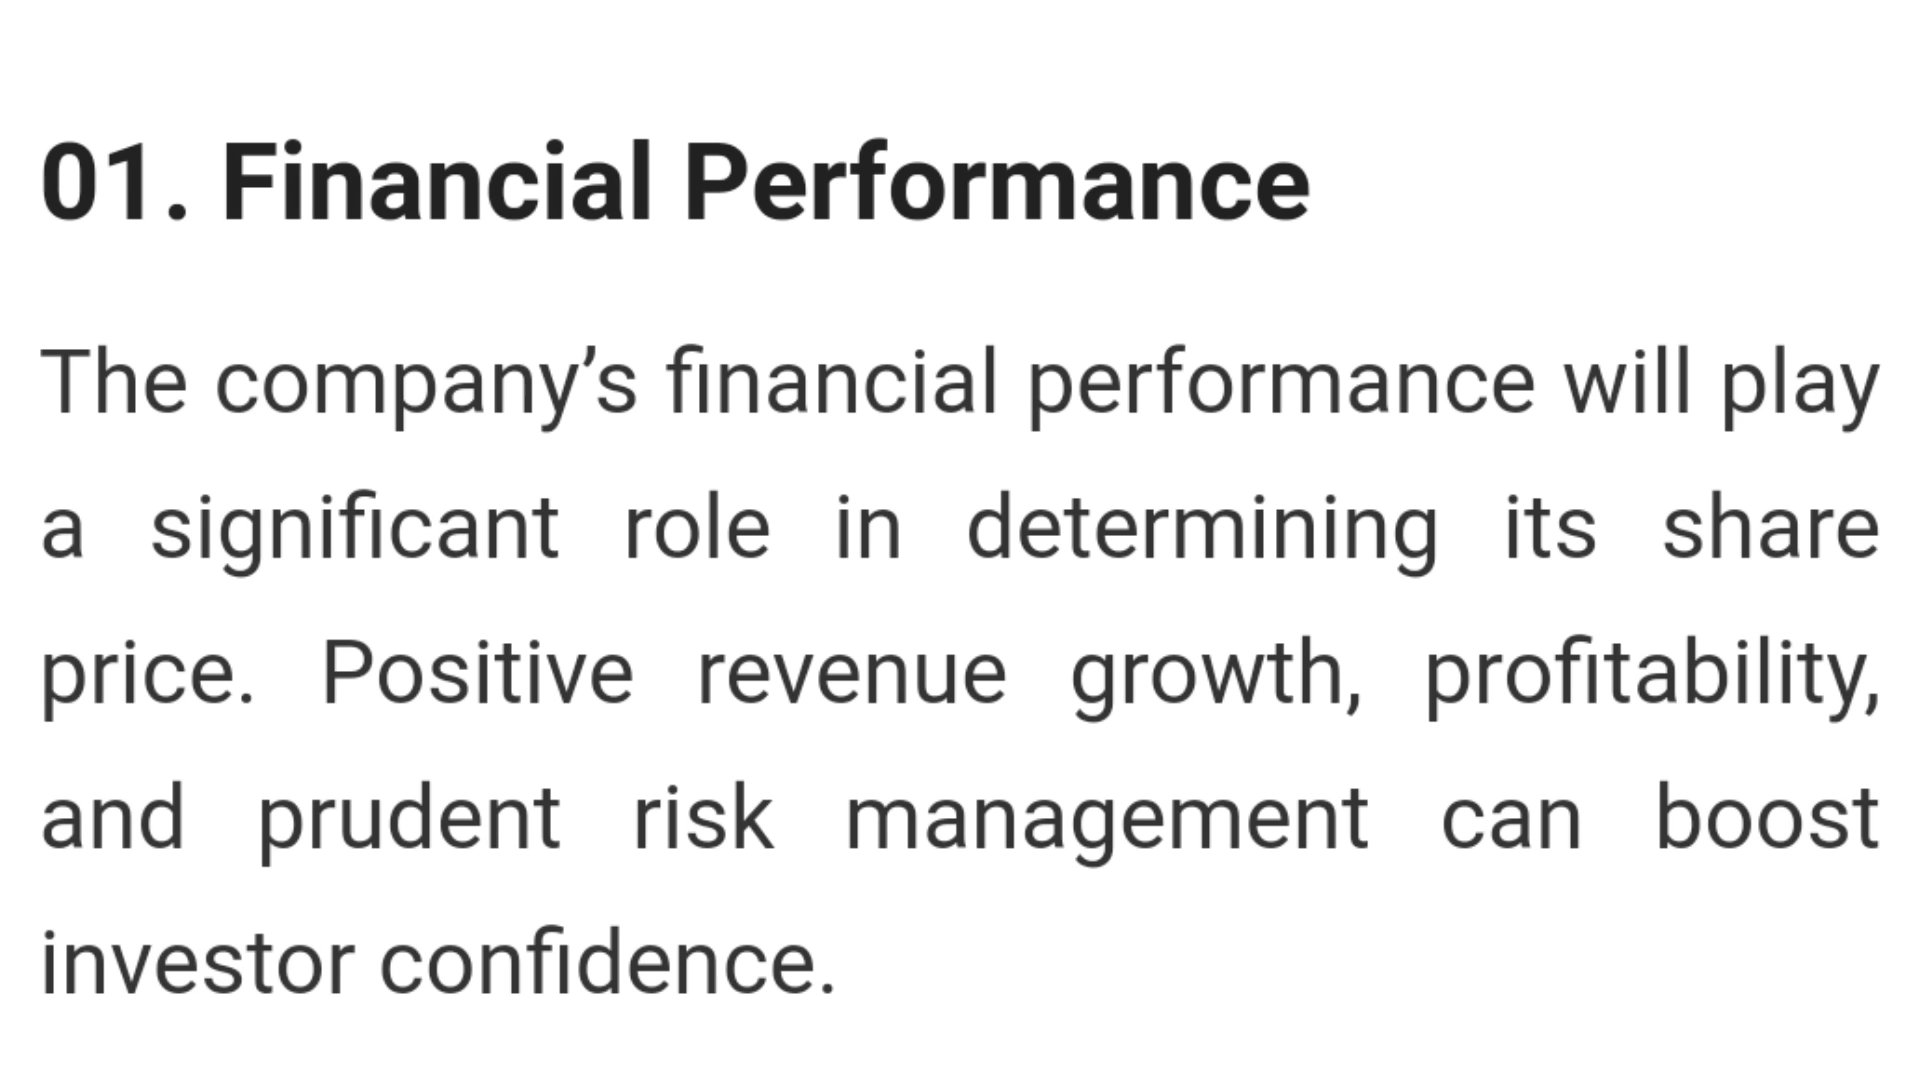 01. Financial Performance
The company’s financial performance will play
a significant role in determining its share
price. Positive revenue growth, profitability,
and prudent risk management can boost
investor confidence.